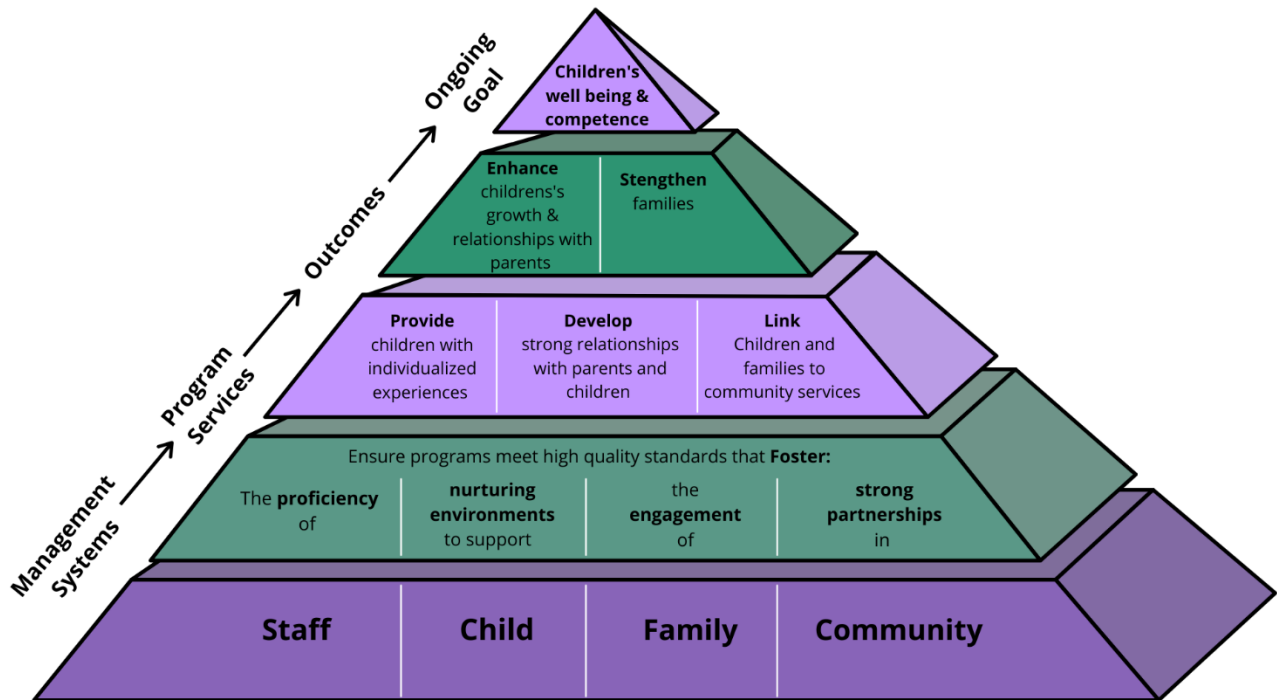 Ongoing
Goal
Outcomes
Program
Services
Management
Systems
Children's
well being &
competence
Enhance
childrens's
growth &
relationships with
parents
Stengthen
families
Provide
children with
individualized
experiences
Develop
strong relationships
with parents and
children
Link
Children and
families to
community services
Ensure programs meet high quality standards that Foster:
The proficiency
of
nurturing
environments
to support
the
engagement
of
strong
partnerships
in
Staff
Child
Family
Community